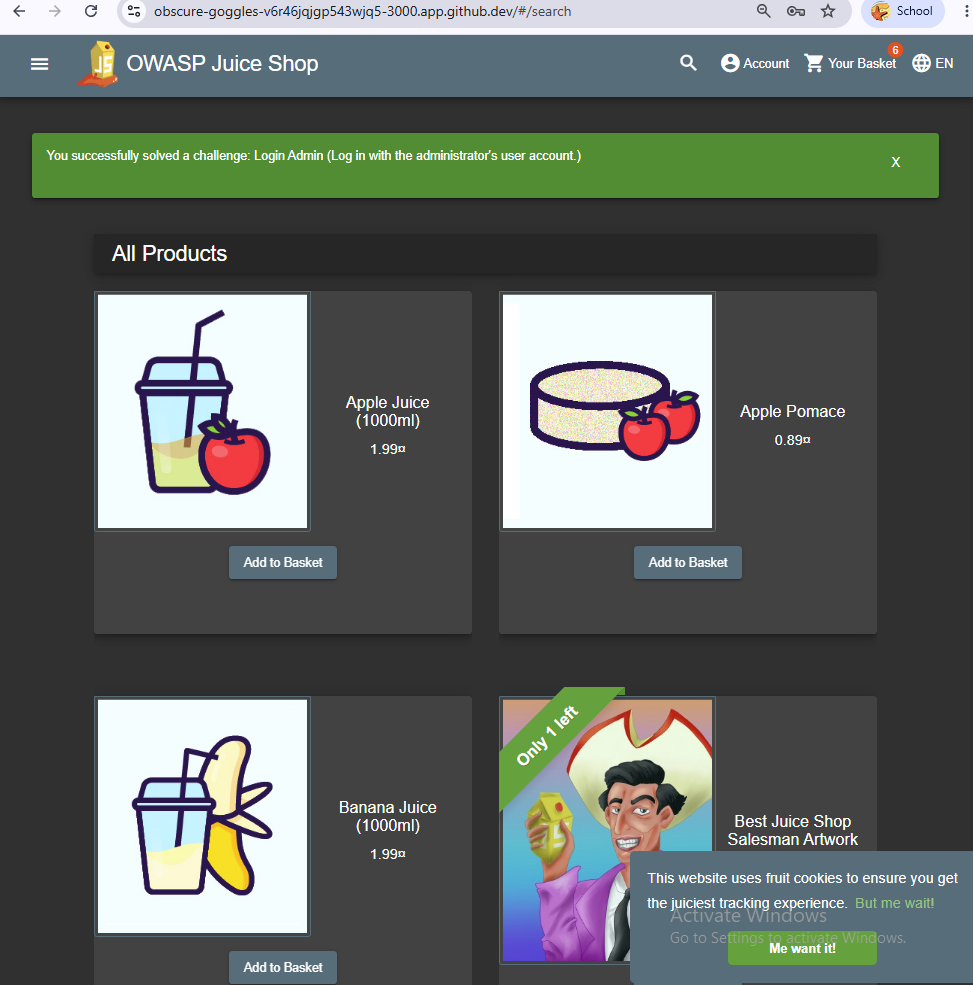 obscure-goggles-v6r46jqjgp543wjq5-3000.app.github.dev/#/search
School
JS
OWASP Juice Shop
Account
Your Basket
6
EN
You successfully solved a challenge: Login Admin (Log in with the administrator's user account.)
X
All Products
Apple Juice
(1000ml)
1.99¤
Apple Pomace
0.89¤
Add to Basket
Add to Basket
Banana Juice
(1000ml)
1.99¤
Only 1 left
Best Juice Shop
Salesman Artwork
Add to Basket
This website uses fruit cookies to ensure you get
the juiciest tracking experience. But me wait!
Activate Windows
Go to Settings to activate Windows.
Me want it!